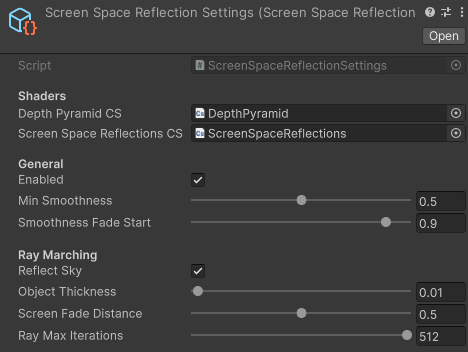 Screen Space Reflection Settings (Screen Space Reflection
Open
Script ScreenSpaceReflectionSettings
Shaders
Depth Pyramid CS DepthPyramid
Screen Space Reflections CS ScreenSpaceReflections
General
Enabled
Min Smoothness 0.5
Smoothness Fade Start 0.9
Ray Marching
Reflect Sky
Object Thickness 0.01
Screen Fade Distance 0.5
Ray Max Iterations 512